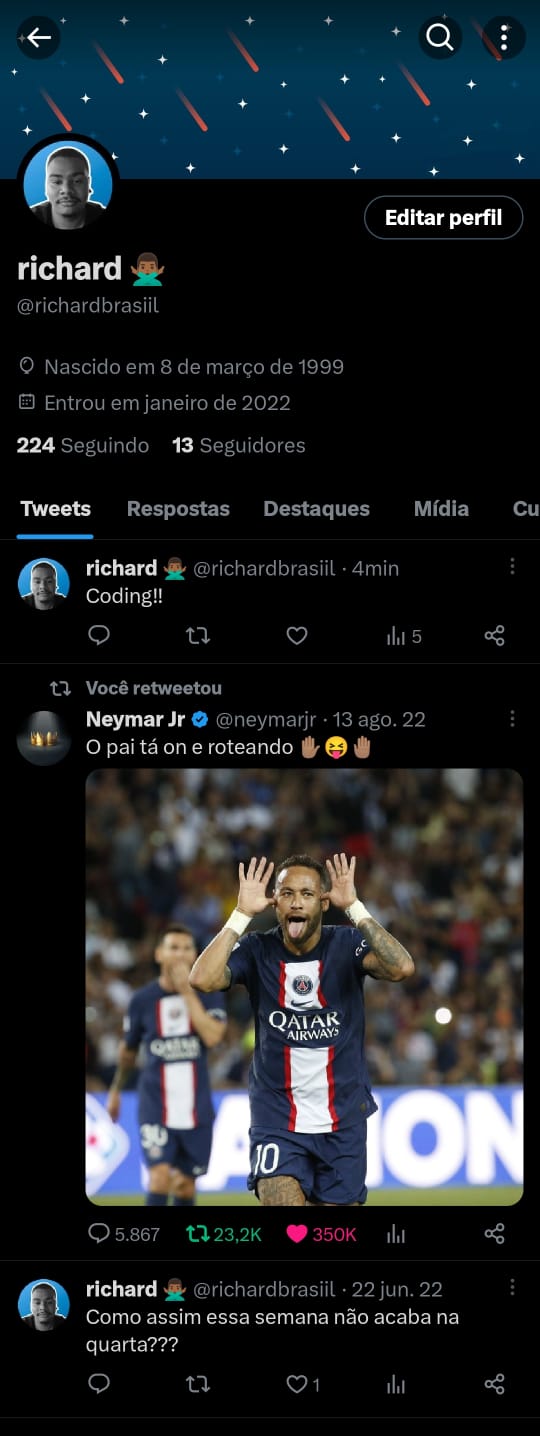 Editar perfil
richard 🙅🏾‍♂️
@richardbrasiil
Nascido em 8 de março de 1999
Entrou em janeiro de 2022
224 Seguindo 13 Seguidores
Tweets Respostas Destaques Mídia Cu
richard 🙅🏾‍♂️ @richardbrasiil · 4min
Coding!!
5
Você retweetou
Neymar Jr @neymarjr · 13 ago. 22
O pai tá on e roteando 🤚🏽😝🤚🏽
QATAR
AIRWAYS
QATAR
30
10
ION
5.867 23,2K 350K
richard 🙅🏾‍♂️ @richardbrasiil · 22 jun. 22
Como assim essa semana não acaba na
quarta???
1